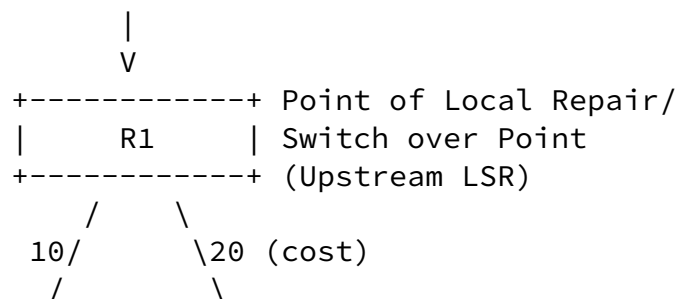 |
V
+------------+ Point of Local Repair/
| R1 | Switch over Point
+------------+ (Upstream LSR)
/ \
10/ \20 (cost)
/ \